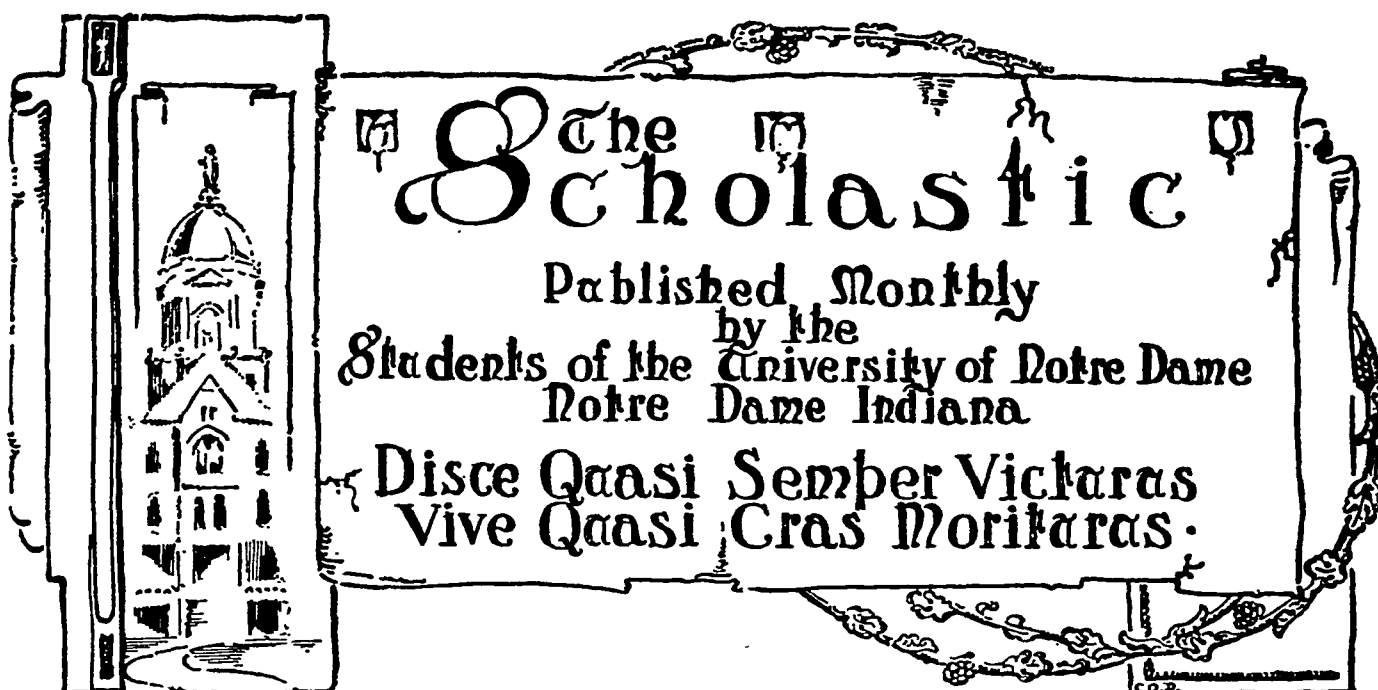 The
Scholastic
Published Monthly
by the
Students of the University of Notre Dame
Notre Dame Indiana
Disce Quasi Semper Victurus
Vive Quasi Cras Moriturus.